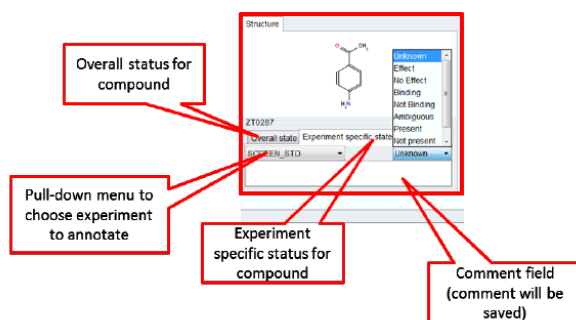 Structure
O
CH₃
H₂N
Overall status for
compound
Unknown
Effect
No Effect
Binding
Not Binding
Ambiguous
Present
Not present
ZT0287
Overall state
Experiment specific state
SCREEN_STD
Unknown
Pull-down menu to
choose experiment
to annotate
Experiment
specific status for
compound
Comment field
(comment will be
saved)